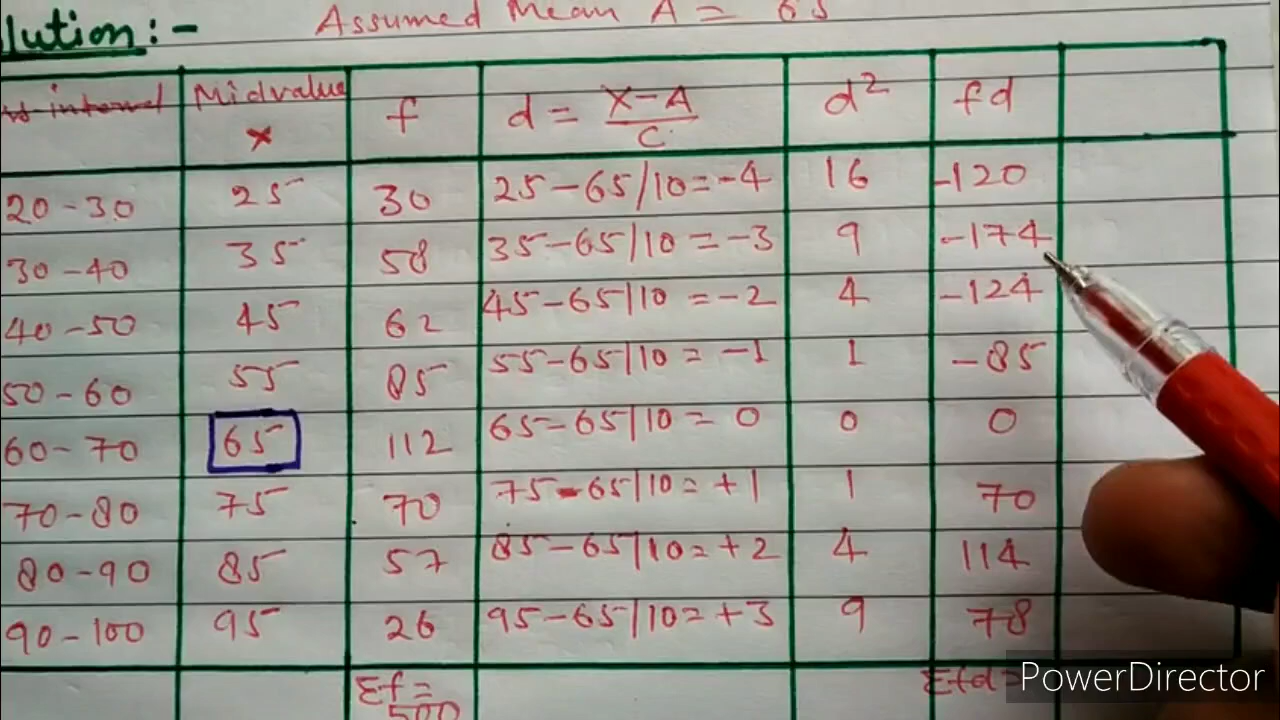 lution:- Assumed Mean A = 65
Midvalue x f d = X-A/C d² fd
20-30 25 30 25-65/10=-4 16 -120
30-40 35 58 35-65/10=-3 9 -174
40-50 45 62 45-65/10=-2 4 -124
50-60 55 85 55-65/10=-1 1 -85
60-70 65 112 65-65/10=0 0 0
70-80 75 70 75-65/10=+1 1 70
80-90 85 57 85-65/10=+2 4 114
90-100 95 26 95-65/10=+3 9 78
Σf=500 Σfd=
PowerDirector